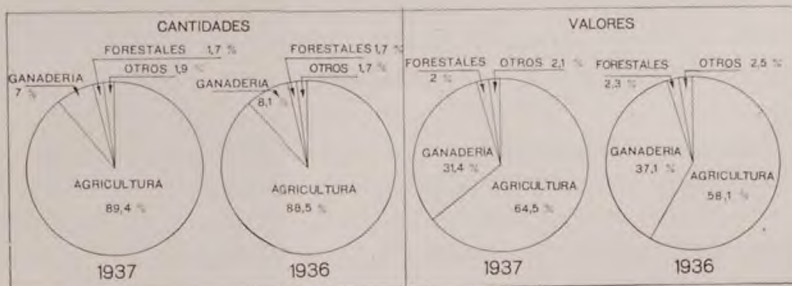 CANTIDADES
FORESTALES 1,7 %
OTROS 1,9 %
GANADERIA
7 %
AGRICULTURA
89,4 %
1937
FORESTALES 1,7 %
OTROS 1,7 %
GANADERIA
8,1 %
AGRICULTURA
88,5 %
1936
VALORES
FORESTALES
2 %
OTROS 2,1 %
GANADERIA
31,4 %
AGRICULTURA
64,5 %
1937
FORESTALES
2,3 %
OTROS 2,5 %
GANADERIA
37,1 %
AGRICULTURA
58,1 %
1936